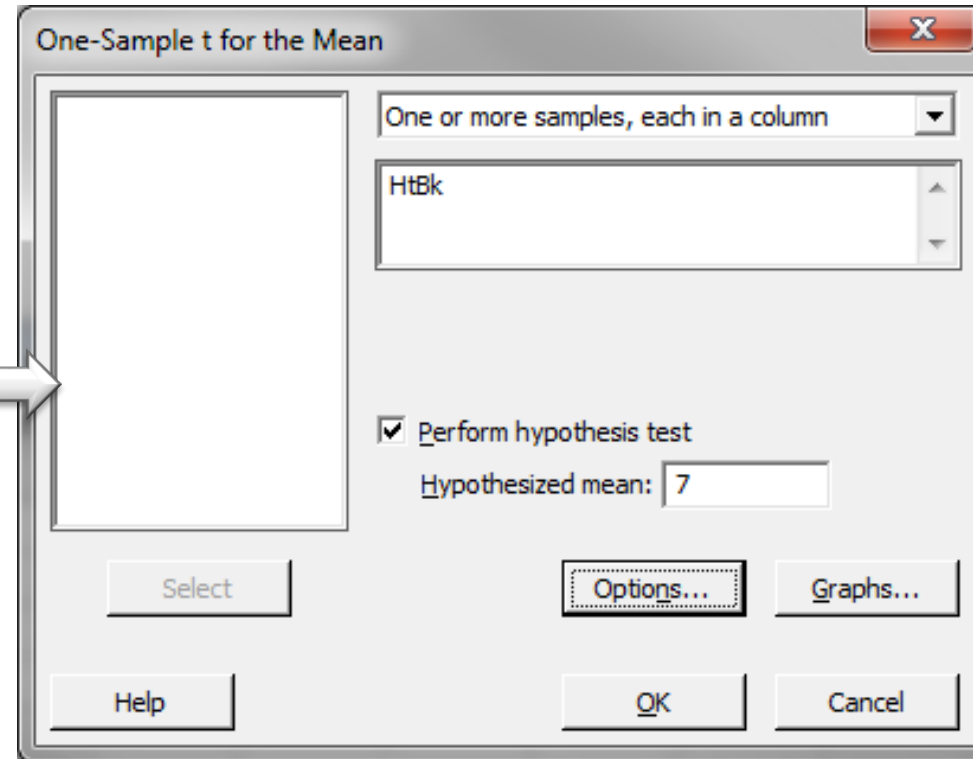 One-Sample t for the Mean
x
One or more samples, each in a column
HtBk
Perform hypothesis test
Hypothesized mean: 7
Select
Options...
Graphs...
Help
OK
Cancel